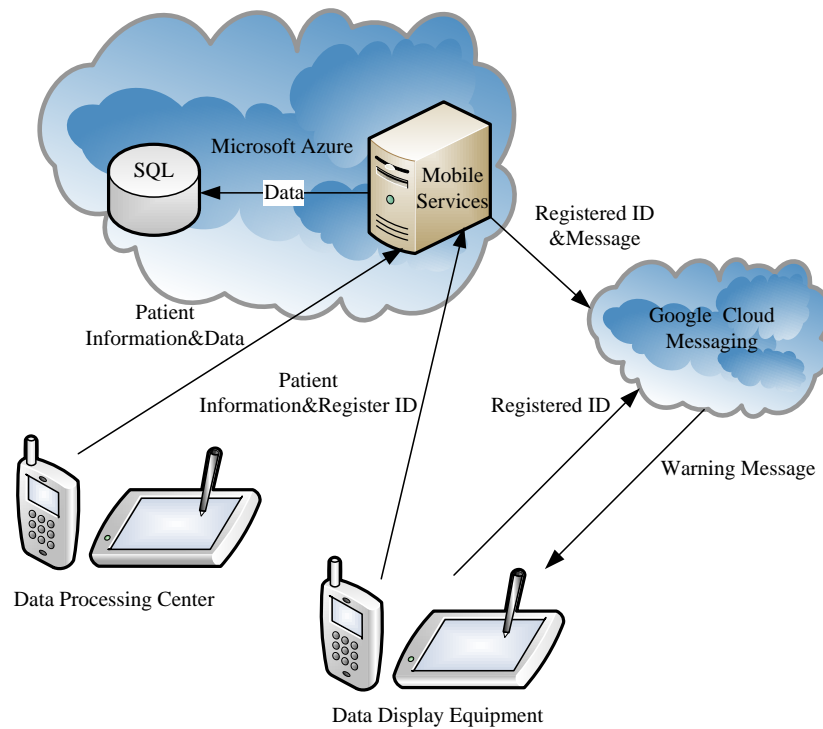 Microsoft Azure
SQL
Data
Mobile
Services
Registered ID
&Message
Patient
Information&Data
Google Cloud
Messaging
Patient
Information&Register ID
Registered ID
Warning Message
Data Processing Center
Data Display Equipment